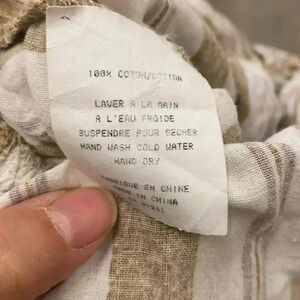 100% COTON/COTTON
LAVER A LA MAIN
A L'EAU FROIDE
SUSPENDRE POUR SECHER
HAND WASH COLD WATER
HANG DRY
FABRIQUE EN CHINE
MADE IN CHINA